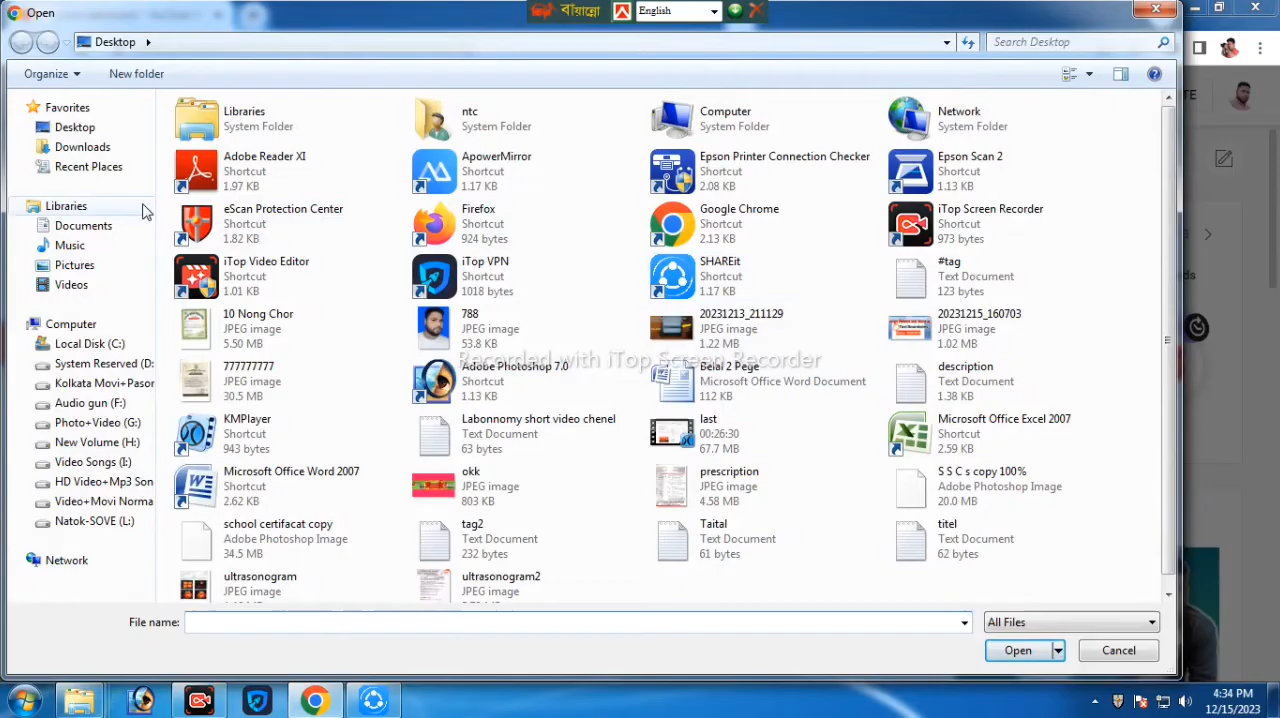 Open
বায়ান্নো
English
Desktop
Search Desktop
Organize
New folder
TE
Favorites
Desktop
Downloads
Recent Places
Libraries
Documents
Music
Pictures
Videos
Computer
Local Disk (C:)
System Reserved (D:
Kolkata Movi+Pason
Audio gun (F:)
Photo+Video (G:)
New Volume (H:)
Video Songs (I:)
HD Video+Mp3 Son
Video+Movi Norma
Natok-SOVE (L:)
Network
Libraries
System Folder
ntc
System Folder
Computer
System Folder
Network
System Folder
Adobe Reader XI
Shortcut
1.97 KB
ApowerMirror
Shortcut
1.17 KB
Epson Printer Connection Checker
Shortcut
2.08 KB
Epson Scan 2
Shortcut
1.13 KB
eScan Protection Center
Shortcut
1.82 KB
Firefox
Shortcut
924 bytes
Google Chrome
Shortcut
2.13 KB
iTop Screen Recorder
Shortcut
973 bytes
iTop Video Editor
Shortcut
1.01 KB
iTop VPN
Shortcut
1018 bytes
SHAREit
Shortcut
1.17 KB
#tag
Text Document
123 bytes
10 Nong Chor
JPEG image
5.50 MB
788
JPEG image
53.8 KB
20231213_211129
JPEG image
1.22 MB
20231215_160703
JPEG image
1.02 MB
Recorded with iTop Screen Recorder
777777777
JPEG image
30.5 MB
Adobe Photoshop 7.0
Shortcut
1.13 KB
Belal 2 Pege
Microsoft Office Word Document
112 KB
description
Text Document
1.38 KB
KMPlayer
Shortcut
943 bytes
Labonnomy short video chenel
Text Document
63 bytes
last
00:26:30
67.7 MB
Microsoft Office Excel 2007
Shortcut
2.59 KB
Microsoft Office Word 2007
Shortcut
2.62 KB
okk
JPEG image
803 KB
prescription
JPEG image
4.58 MB
S S C s copy 100%
Adobe Photoshop Image
20.0 MB
school certifacat copy
Adobe Photoshop Image
34.5 MB
tag2
Text Document
232 bytes
Taital
Text Document
61 bytes
titel
Text Document
62 bytes
ultrasonogram
JPEG image
ultrasonogram2
JPEG image
ds
File name:
All Files
Open
Cancel
4:34 PM
12/15/2023